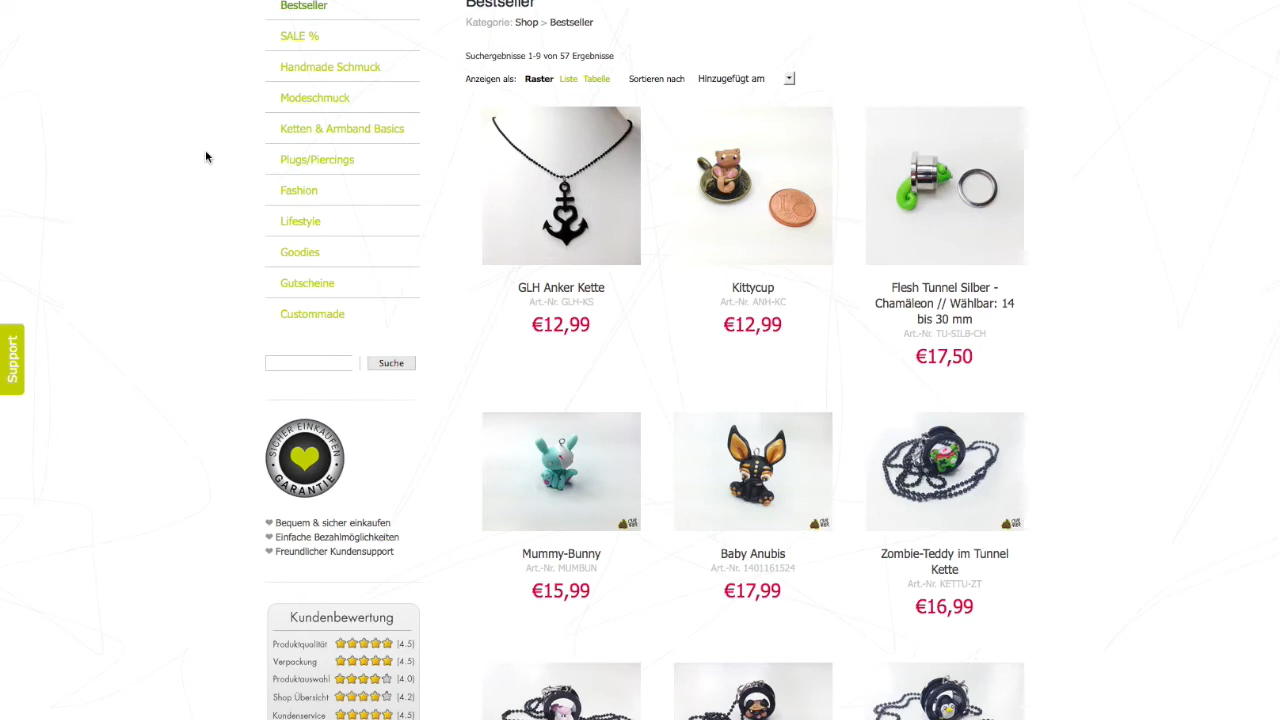 Bestseller
SALE %
Handmade Schmuck
Modeschmuck
Ketten & Armband Basics
Plugs/Piercings
Fashion
Lifestyle
Goodies
Gutscheine
Custommade
Suche
SICHER EINKAUFEN
GARANTIE
Bequem & sicher einkaufen
Einfache Bezahlmöglichkeiten
Freundlicher Kundensupport
Kundenbewertung
Produktqualität (4.5)
Verpackung (4.5)
Produktauswahl (4.0)
Shop Übersicht (4.2)
Kundenservice (4.5)
Support
Bestseller
Kategorie: Shop > Bestseller
Suchergebnisse 1-9 von 57 Ergebnisse
Anzeigen als: Raster Liste Tabelle Sortieren nach Hinzugefügt am
GLH Anker Kette
Art.-Nr. GLH-KS
€12,99
Kittycup
Art.-Nr. ANH-KC
€12,99
Flesh Tunnel Silber -
Chamäleon // Wählbar: 14
bis 30 mm
Art.-Nr. TU-SILB-CH
€17,50
Mummy-Bunny
Art.-Nr. MUMBUN
€15,99
Baby Anubis
Art.-Nr. 1401161524
€17,99
Zombie-Teddy im Tunnel
Kette
Art.-Nr. KETTU-ZT
€16,99